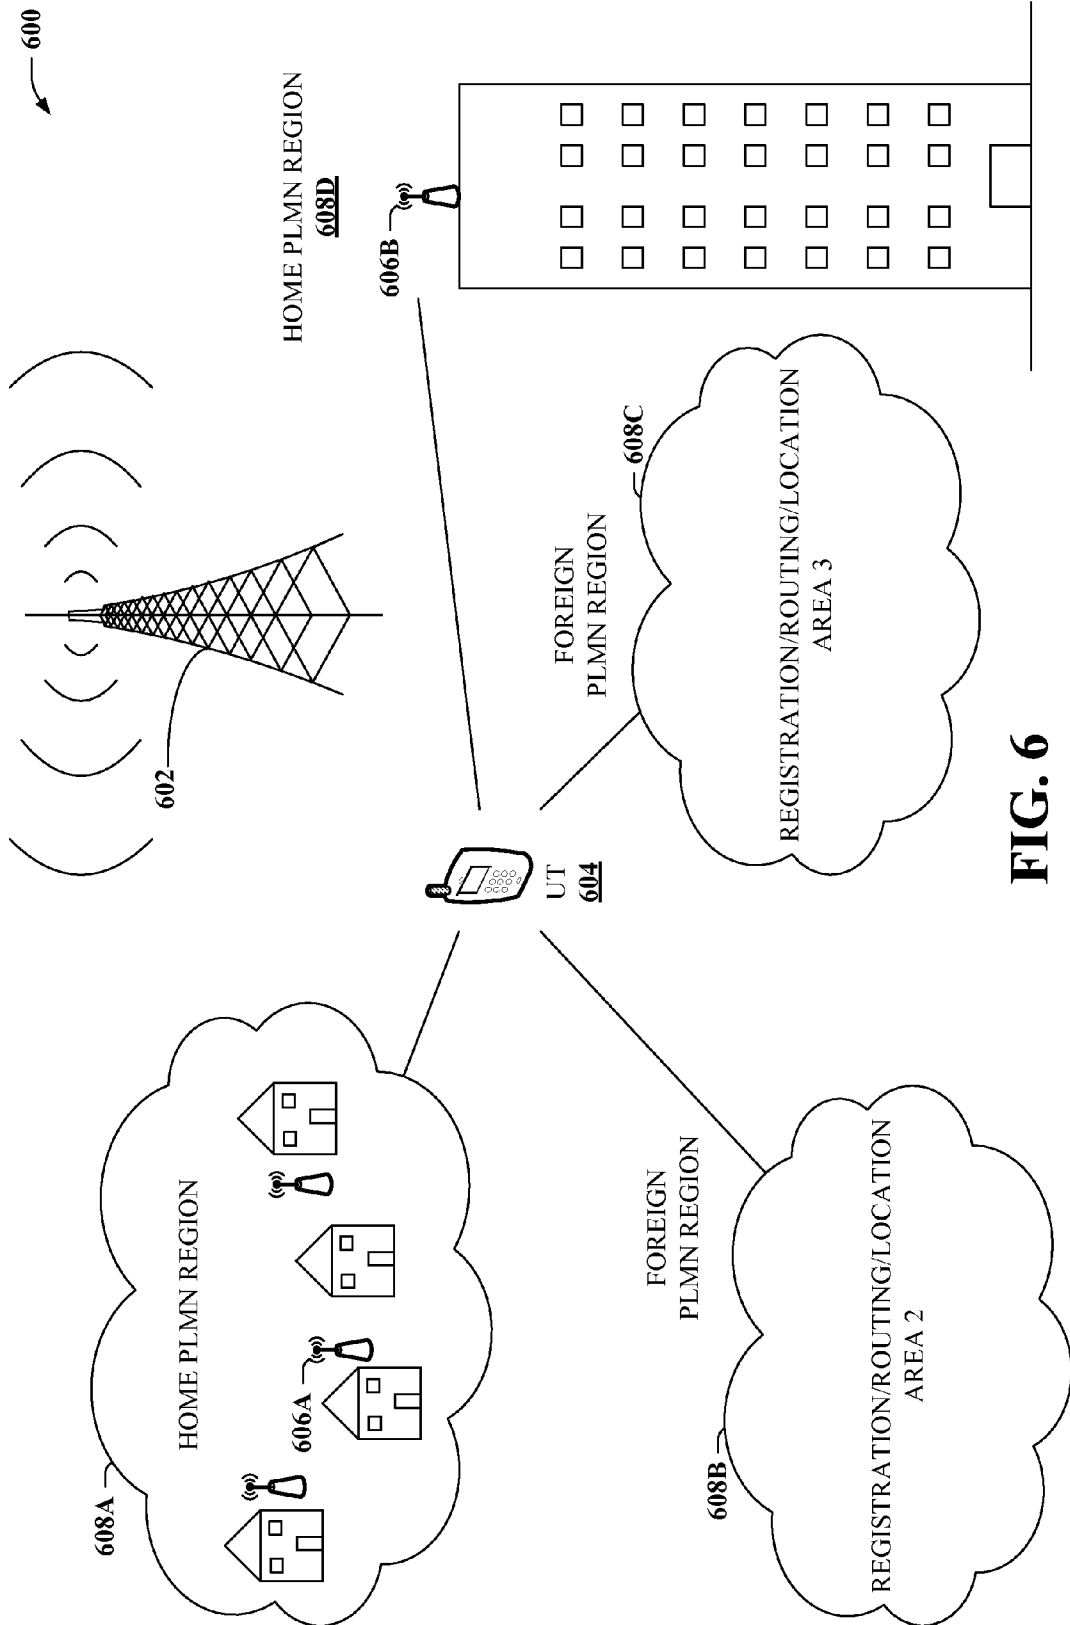 600
602
HOME PLMN REGION
608D
606B
608A
HOME PLMN REGION
606A
UT
604
FOREIGN
PLMN REGION
608C
REGISTRATION/ROUTING/LOCATION
AREA 3
FOREIGN
PLMN REGION
608B
REGISTRATION/ROUTING/LOCATION
AREA 2
FIG. 6